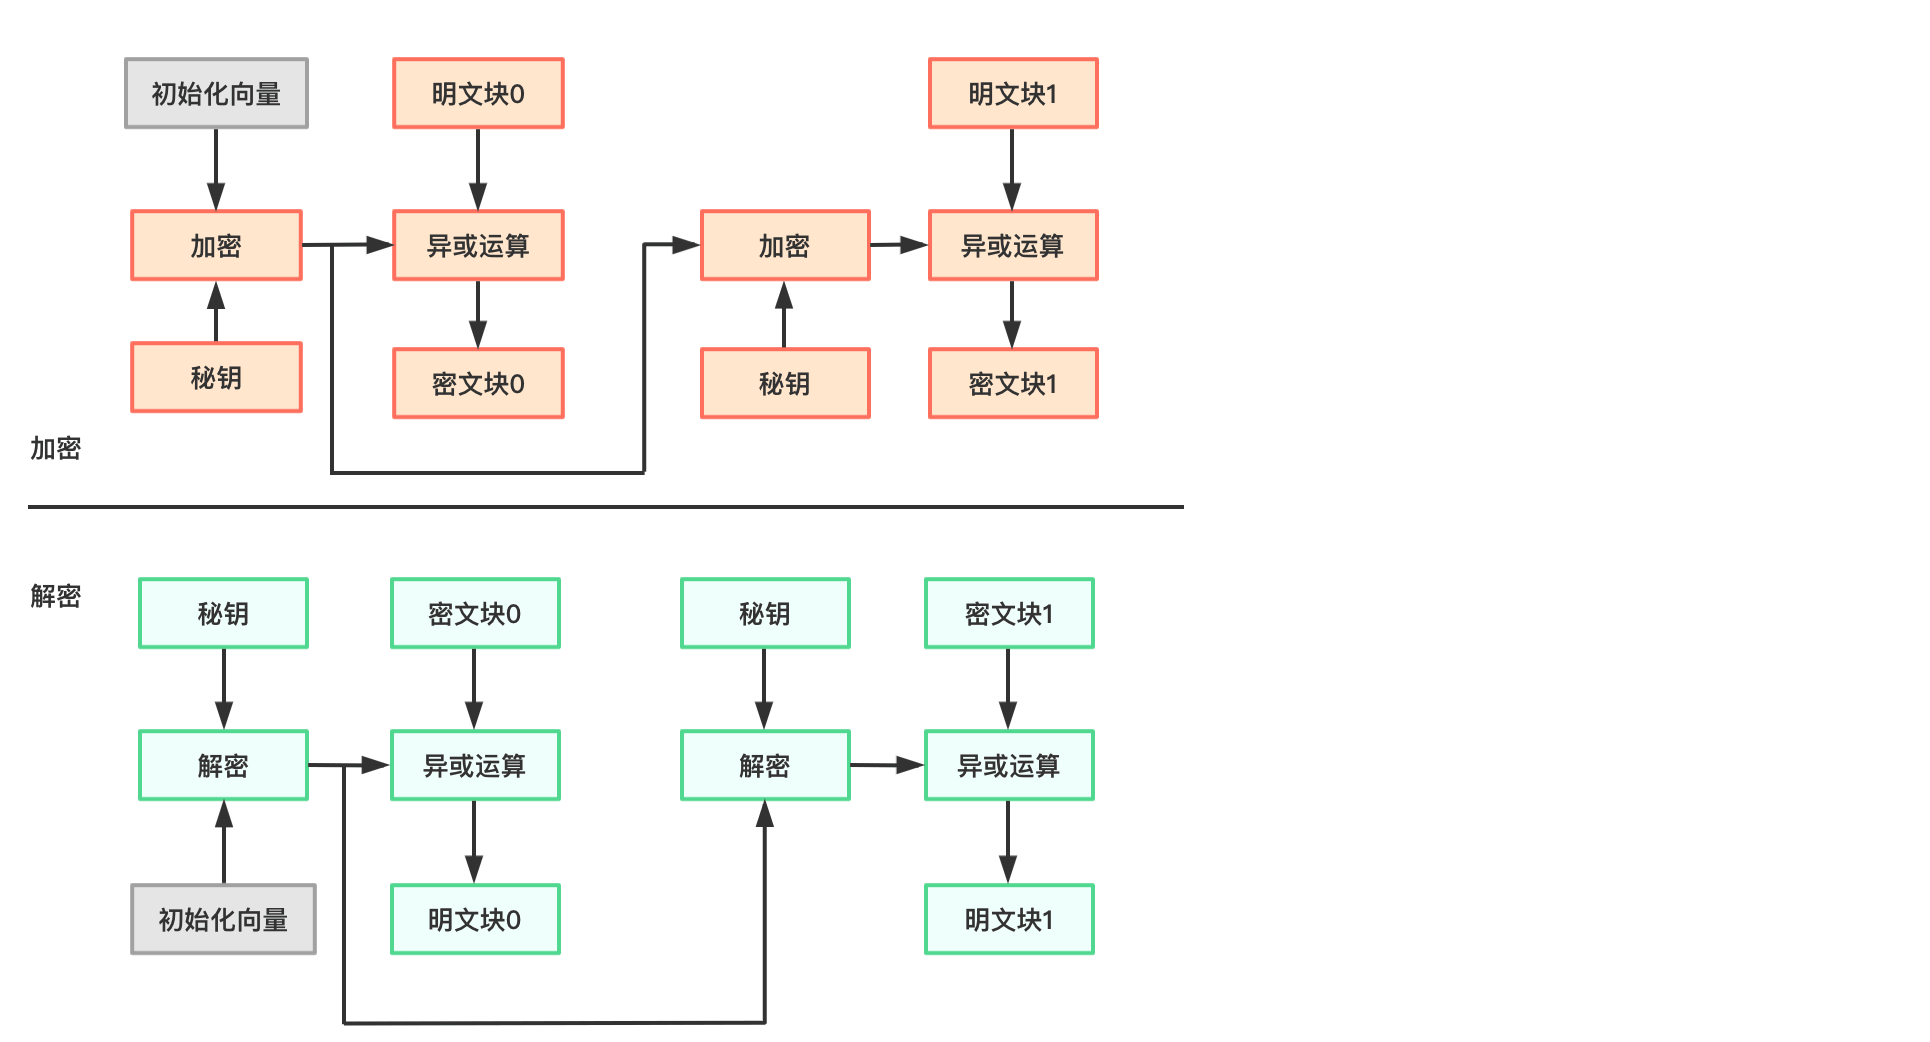 初始化向量
明文块0
明文块1
加密
异或运算
加密
异或运算
秘钥
密文块0
秘钥
密文块1
加密
解密
秘钥
密文块0
秘钥
密文块1
解密
异或运算
解密
异或运算
初始化向量
明文块0
明文块1